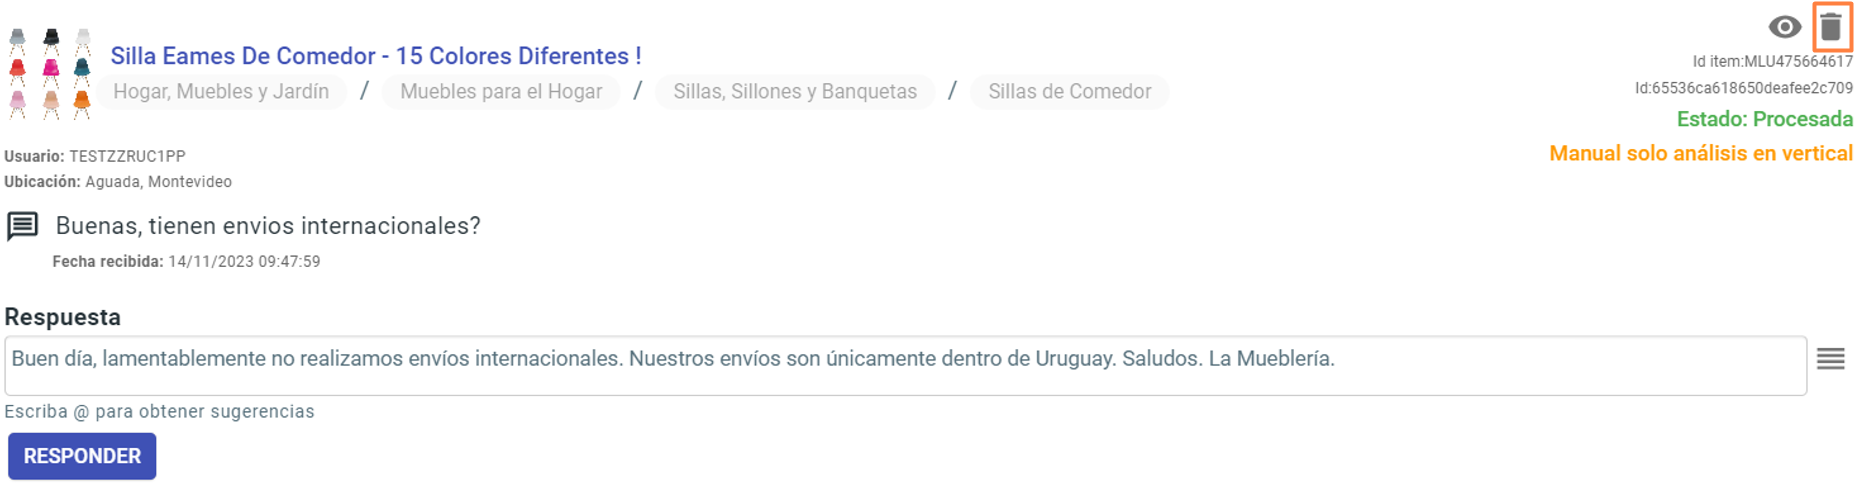 Silla Eames De Comedor - 15 Colores Diferentes !
Hogar, Muebles y Jardín / Muebles para el Hogar / Sillas, Sillones y Banquetas / Sillas de Comedor
Id item:MLU475664617
Id:65536ca618650deafee2c709
Estado: Procesada
Manual solo análisis en vertical
Usuario: TESTZZRUC1PP
Ubicación: Aguada, Montevideo
Buenas, tienen envios internacionales?
Fecha recibida: 14/11/2023 09:47:59
Respuesta
Buen día, lamentablemente no realizamos envíos internacionales. Nuestros envíos son únicamente dentro de Uruguay. Saludos. La Mueblería.
Escriba @ para obtener sugerencias
RESPONDER